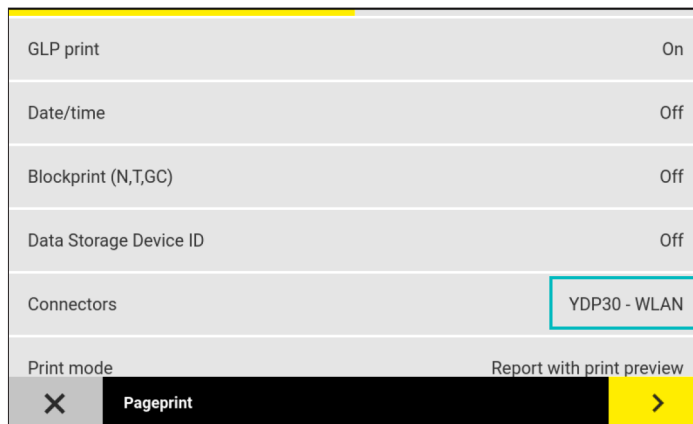 GLP print On
Date/time Off
Blockprint (N,T,GC) Off
Data Storage Device ID Off
Connectors YDP30 - WLAN
Print mode Report with print preview
Pageprint